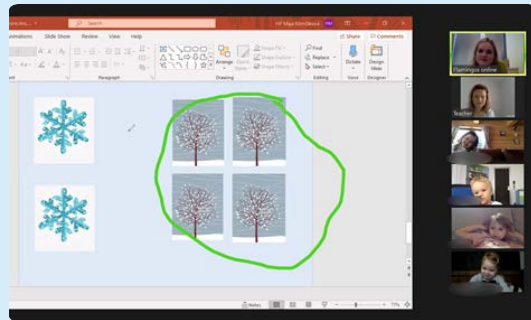 Search
Animations Slide Show Review View Help
Share Comments
Shape Fill
Shape Outline
Shape Effects
Arrange Quick Styles
Find
Replace
Select
Dictate Design Ideas
Paragraph Drawing Editing Voice Designer
Flamingos online
Teacher
Notes 77%